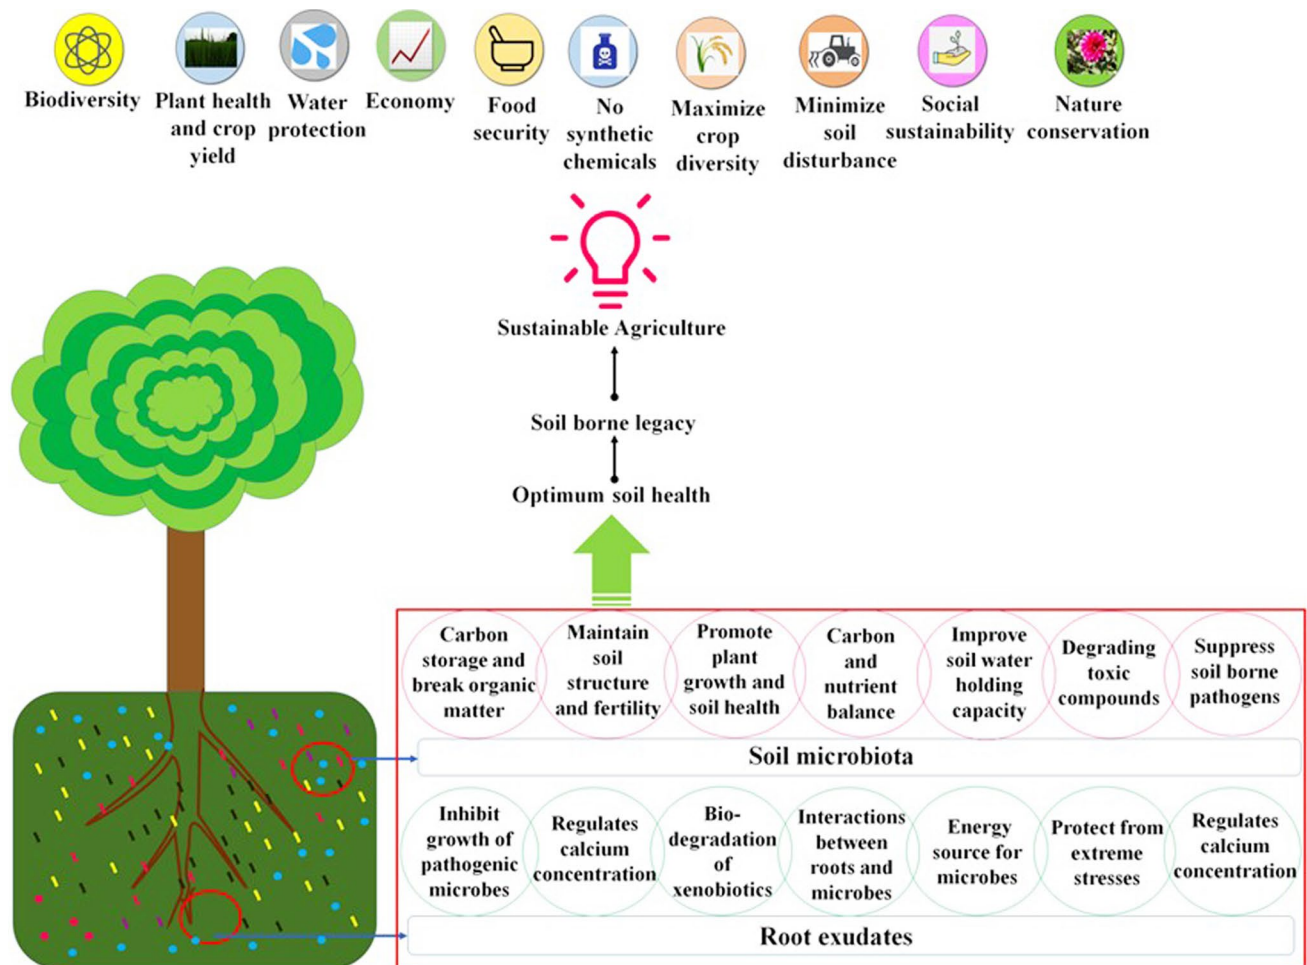 Biodiversity
Plant health
and crop
yield
Water
protection
Economy
Food
security
No
synthetic
chemicals
Maximize
crop
diversity
Minimize
soil
disturbance
Social
sustainability
Nature
conservation
Sustainable Agriculture
Soil borne legacy
Optimum soil health
Carbon
storage and
break organic
matter
Maintain
soil
structure
and fertility
Promote
plant
growth and
soil health
Carbon
and
nutrient
balance
Improve
soil water
holding
capacity
Degrading
toxic
compounds
Suppress
soil borne
pathogens
Soil microbiota
Inhibit
growth of
pathogenic
microbes
Regulates
calcium
concentration
Bio-
degradation
of
xenobiotics
Interactions
between
roots and
microbes
Energy
source for
microbes
Protect from
extreme
stresses
Regulates
calcium
concentration
Root exudates